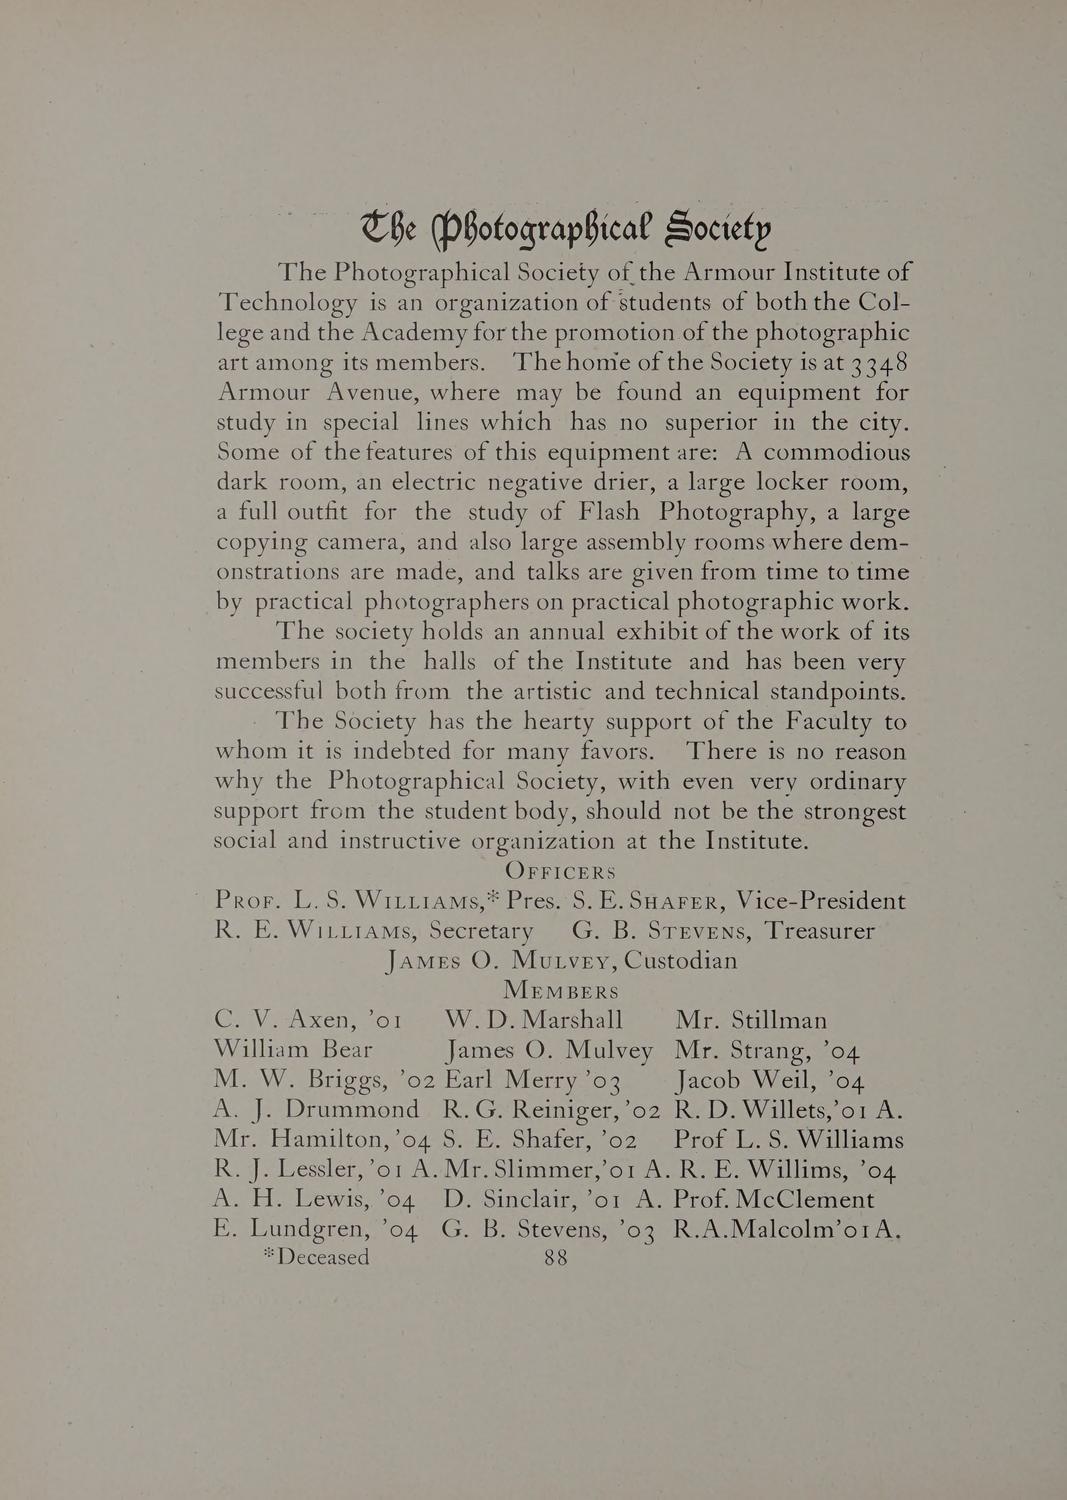 The Photographical Society
The Photographical Society of the Armour Institute of
Technology is an organization of students of both the Col-
lege and the Academy for the promotion of the photographic
art among its members. The home of the Society is at 3348
Armour Avenue, where may be found an equipment for
study in special lines which has no superior in the city.
Some of the features of this equipment are: A commodious
dark room, an electric negative drier, a large locker room,
a full outfit for the study of Flash Photography, a large
copying camera, and also large assembly rooms where dem-
onstrations are made, and talks are given from time to time
by practical photographers on practical photographic work.
The society holds an annual exhibit of the work of its
members in the halls of the Institute and has been very
successful both from the artistic and technical standpoints.
The Society has the hearty support of the Faculty to
whom it is indebted for many favors. There is no reason
why the Photographical Society, with even very ordinary
support from the student body, should not be the strongest
social and instructive organization at the Institute.
Officers
Prof. L. S. Williams,* Pres. S. E. Shafer, Vice-President
R. E. Williams, Secretary G. B. Stevens, Treasurer
James O. Mulvey, Custodian
Members
C. V. Axen, '01 W. D. Marshall Mr. Stillman
William Bear James O. Mulvey Mr. Strang, '04
M. W. Briggs, '02 Earl Merry '03 Jacob Weil, '04
A. J. Drummond R. G. Reiniger, '02 R. D. Willets, '01 A.
Mr. Hamilton, '04 S. E. Shafer, '02 Prof L. S. Williams
R. J. Lessler, '01 A. Mr. Slimmer, '01 A. R. E. Willims, '04
A. H. Lewis, '04 D. Sinclair, '01 A. Prof. McClement
E. Lundgren, '04 G. B. Stevens, '03 R.A.Malcolm '01 A.
*Deceased 88